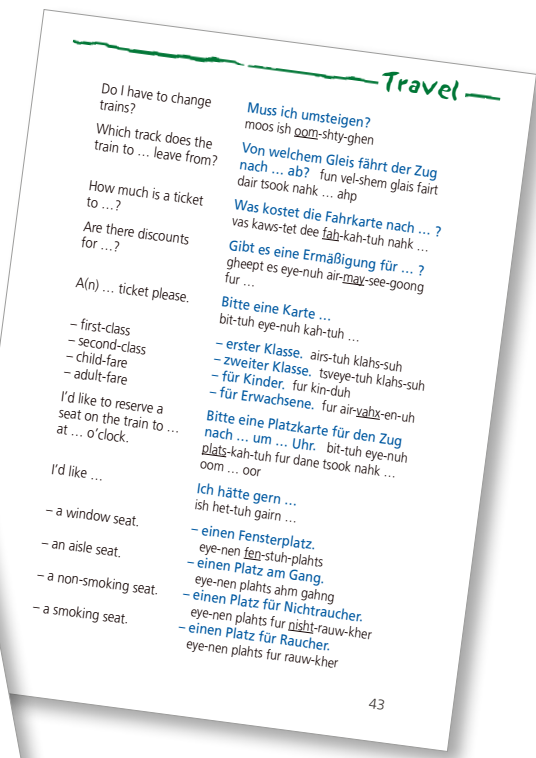 Travel
Do I have to change
trains?
Muss ich umsteigen?
moos ish oom-shty-ghen
Which track does the
train to … leave from?
Von welchem Gleis fährt der Zug
nach … ab? fun vel-shem glais fairt
dair tsook nahk … ahp
How much is a ticket
to …?
Was kostet die Fahrkarte nach … ?
vas kaws-tet dee fah-kah-tuh nahk …
Are there discounts
for …?
Gibt es eine Ermäßigung für … ?
gheept es eye-nuh air-may-see-goong
fur …
A(n) … ticket please.
Bitte eine Karte …
bit-tuh eye-nuh kah-tuh …
– first-class
– erster Klasse. airs-tuh klahs-suh
– second-class
– zweiter Klasse. tsveye-tuh klahs-suh
– child-fare
– für Kinder. fur kin-duh
– adult-fare
– für Erwachsene. fur air-vahx-en-uh
I'd like to reserve a
seat on the train to …
at … o'clock.
Bitte eine Platzkarte für den Zug
nach … um … Uhr. bit-tuh eye-nuh
plats-kah-tuh fur dane tsook nahk …
oom … oor
I'd like …
Ich hätte gern …
ish het-tuh gairn …
– a window seat.
– einen Fensterplatz.
eye-nen fen-stuh-plahts
– an aisle seat.
– einen Platz am Gang.
eye-nen plahts ahm gahng
– a non-smoking seat.
– einen Platz für Nichtraucher.
eye-nen plahts fur nisht-rauw-kher
– a smoking seat.
– einen Platz für Raucher.
eye-nen plahts fur rauw-kher
43